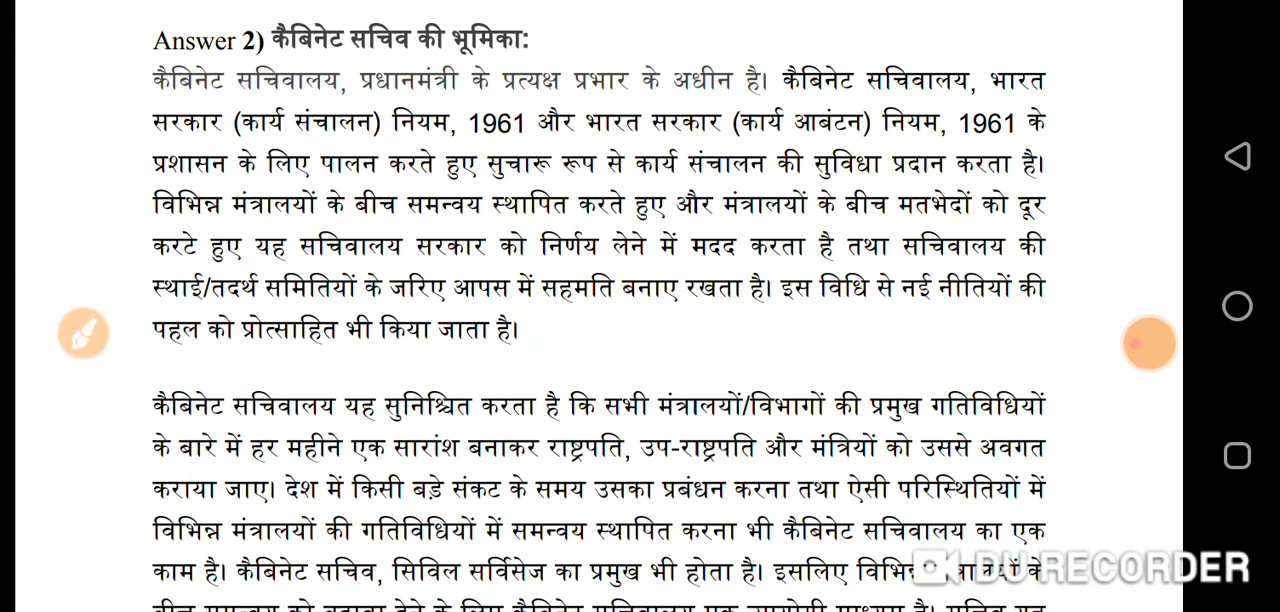 Answer 2) कैबिनेट सचिव की भूमिका:
कैबिनेट सचिवालय, प्रधानमंत्री के प्रत्यक्ष प्रभार के अधीन है। कैबिनेट सचिवालय, भारत
सरकार (कार्य संचालन) नियम, 1961 और भारत सरकार (कार्य आबंटन) नियम, 1961 के
प्रशासन के लिए पालन करते हुए सुचारू रूप से कार्य संचालन की सुविधा प्रदान करता है।
विभिन्न मंत्रालयों के बीच समन्वय स्थापित करते हुए और मंत्रालयों के बीच मतभेदों को दूर
करटे हुए यह सचिवालय सरकार को निर्णय लेने में मदद करता है तथा सचिवालय की
स्थाई/तदर्थ समितियों के जरिए आपस में सहमति बनाए रखता है। इस विधि से नई नीतियों की
पहल को प्रोत्साहित भी किया जाता है।
कैबिनेट सचिवालय यह सुनिश्चित करता है कि सभी मंत्रालयों/विभागों की प्रमुख गतिविधियों
के बारे में हर महीने एक सारांश बनाकर राष्ट्रपति, उप-राष्ट्रपति और मंत्रियों को उससे अवगत
कराया जाए। देश में किसी बड़े संकट के समय उसका प्रबंधन करना तथा ऐसी परिस्थितियों में
विभिन्न मंत्रालयों की गतिविधियों में समन्वय स्थापित करना भी कैबिनेट सचिवालय का एक
काम है। कैबिनेट सचिव, सिविल सर्विसेज का प्रमुख भी होता है। इसलिए के
DU RECORDER